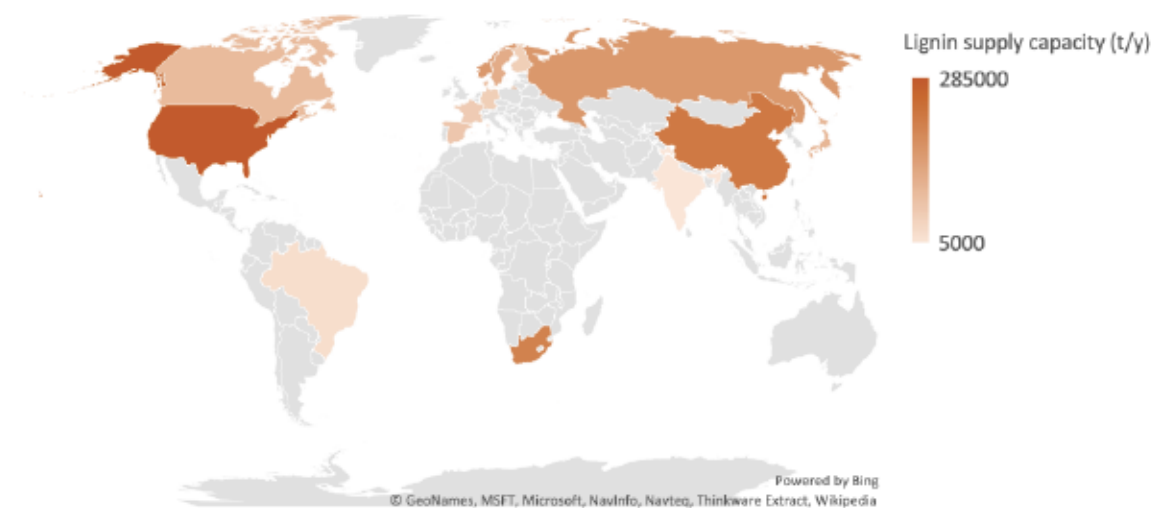 Lignin supply capacity (t/y)
285000
5000
Powered by Bing
© GeoNames, MSFT, Microsoft, NavInfo, Navteq, Thinkware Extract, Wikipedia